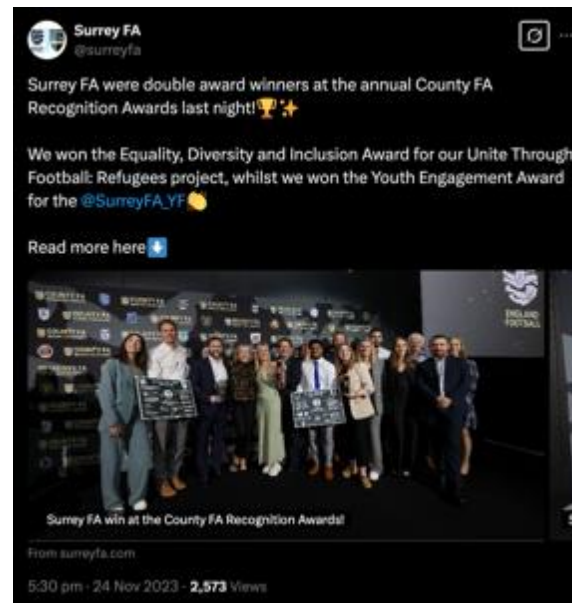 Surrey FA
@surreyfa
Surrey FA were double award winners at the annual County FA
Recognition Awards last night!🏆✨
We won the Equality, Diversity and Inclusion Award for our Unite Through
Football: Refugees project, whilst we won the Youth Engagement Award
for the @SurreyFA_YF👏
Read more here⬇️
ENGLAND
FOOTBALL
Surrey FA win at the County FA Recognition Awards!
From surreyfa.com
5:30 pm · 24 Nov 2023 · 2,573 Views